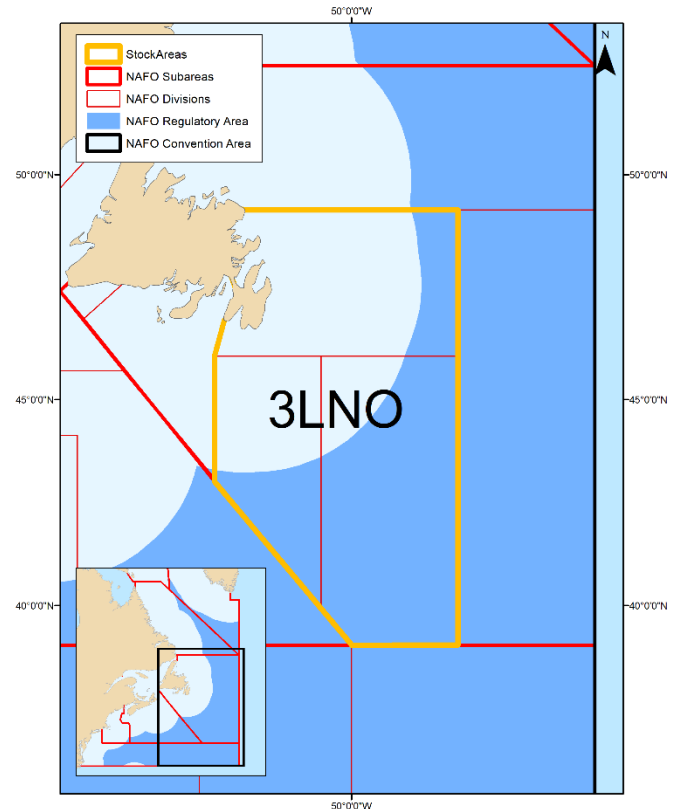 50°0'0"W
StockAreas
NAFO Subareas
NAFO Divisions
NAFO Regulatory Area
NAFO Convention Area
N
50°0'0"N
50°0'0"N
45°0'0"N
3LNO
45°0'0"N
40°0'0"N
40°0'0"N
50°0'0"W